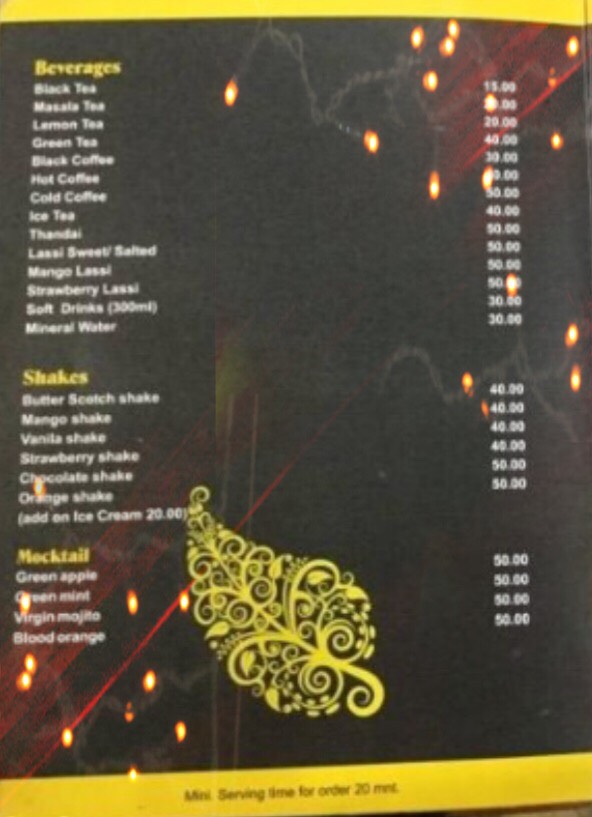 Beverages
Black Tea 15.00
Masala Tea
Lemon Tea 20.00
Green Tea 40.00
Black Coffee 30.00
Hot Coffee
Cold Coffee 50.00
Ice Tea 40.00
Thandai 50.00
Lassi Sweet/ Salted 50.00
Mango Lassi 50.00
Strawberry Lassi 50.00
Soft Drinks (300ml) 30.00
Mineral Water 30.00
Shakes
Butter Scotch shake 40.00
Mango shake 40.00
Vanila shake 40.00
Strawberry shake 40.00
Chocolate shake 50.00
Orange shake 50.00
(add on Ice Cream 20.00)
Mocktail
Green apple 50.00
Green mint 50.00
Virgin mojito 50.00
Blood orange 50.00
Mini. Serving time for order 20 mnt.